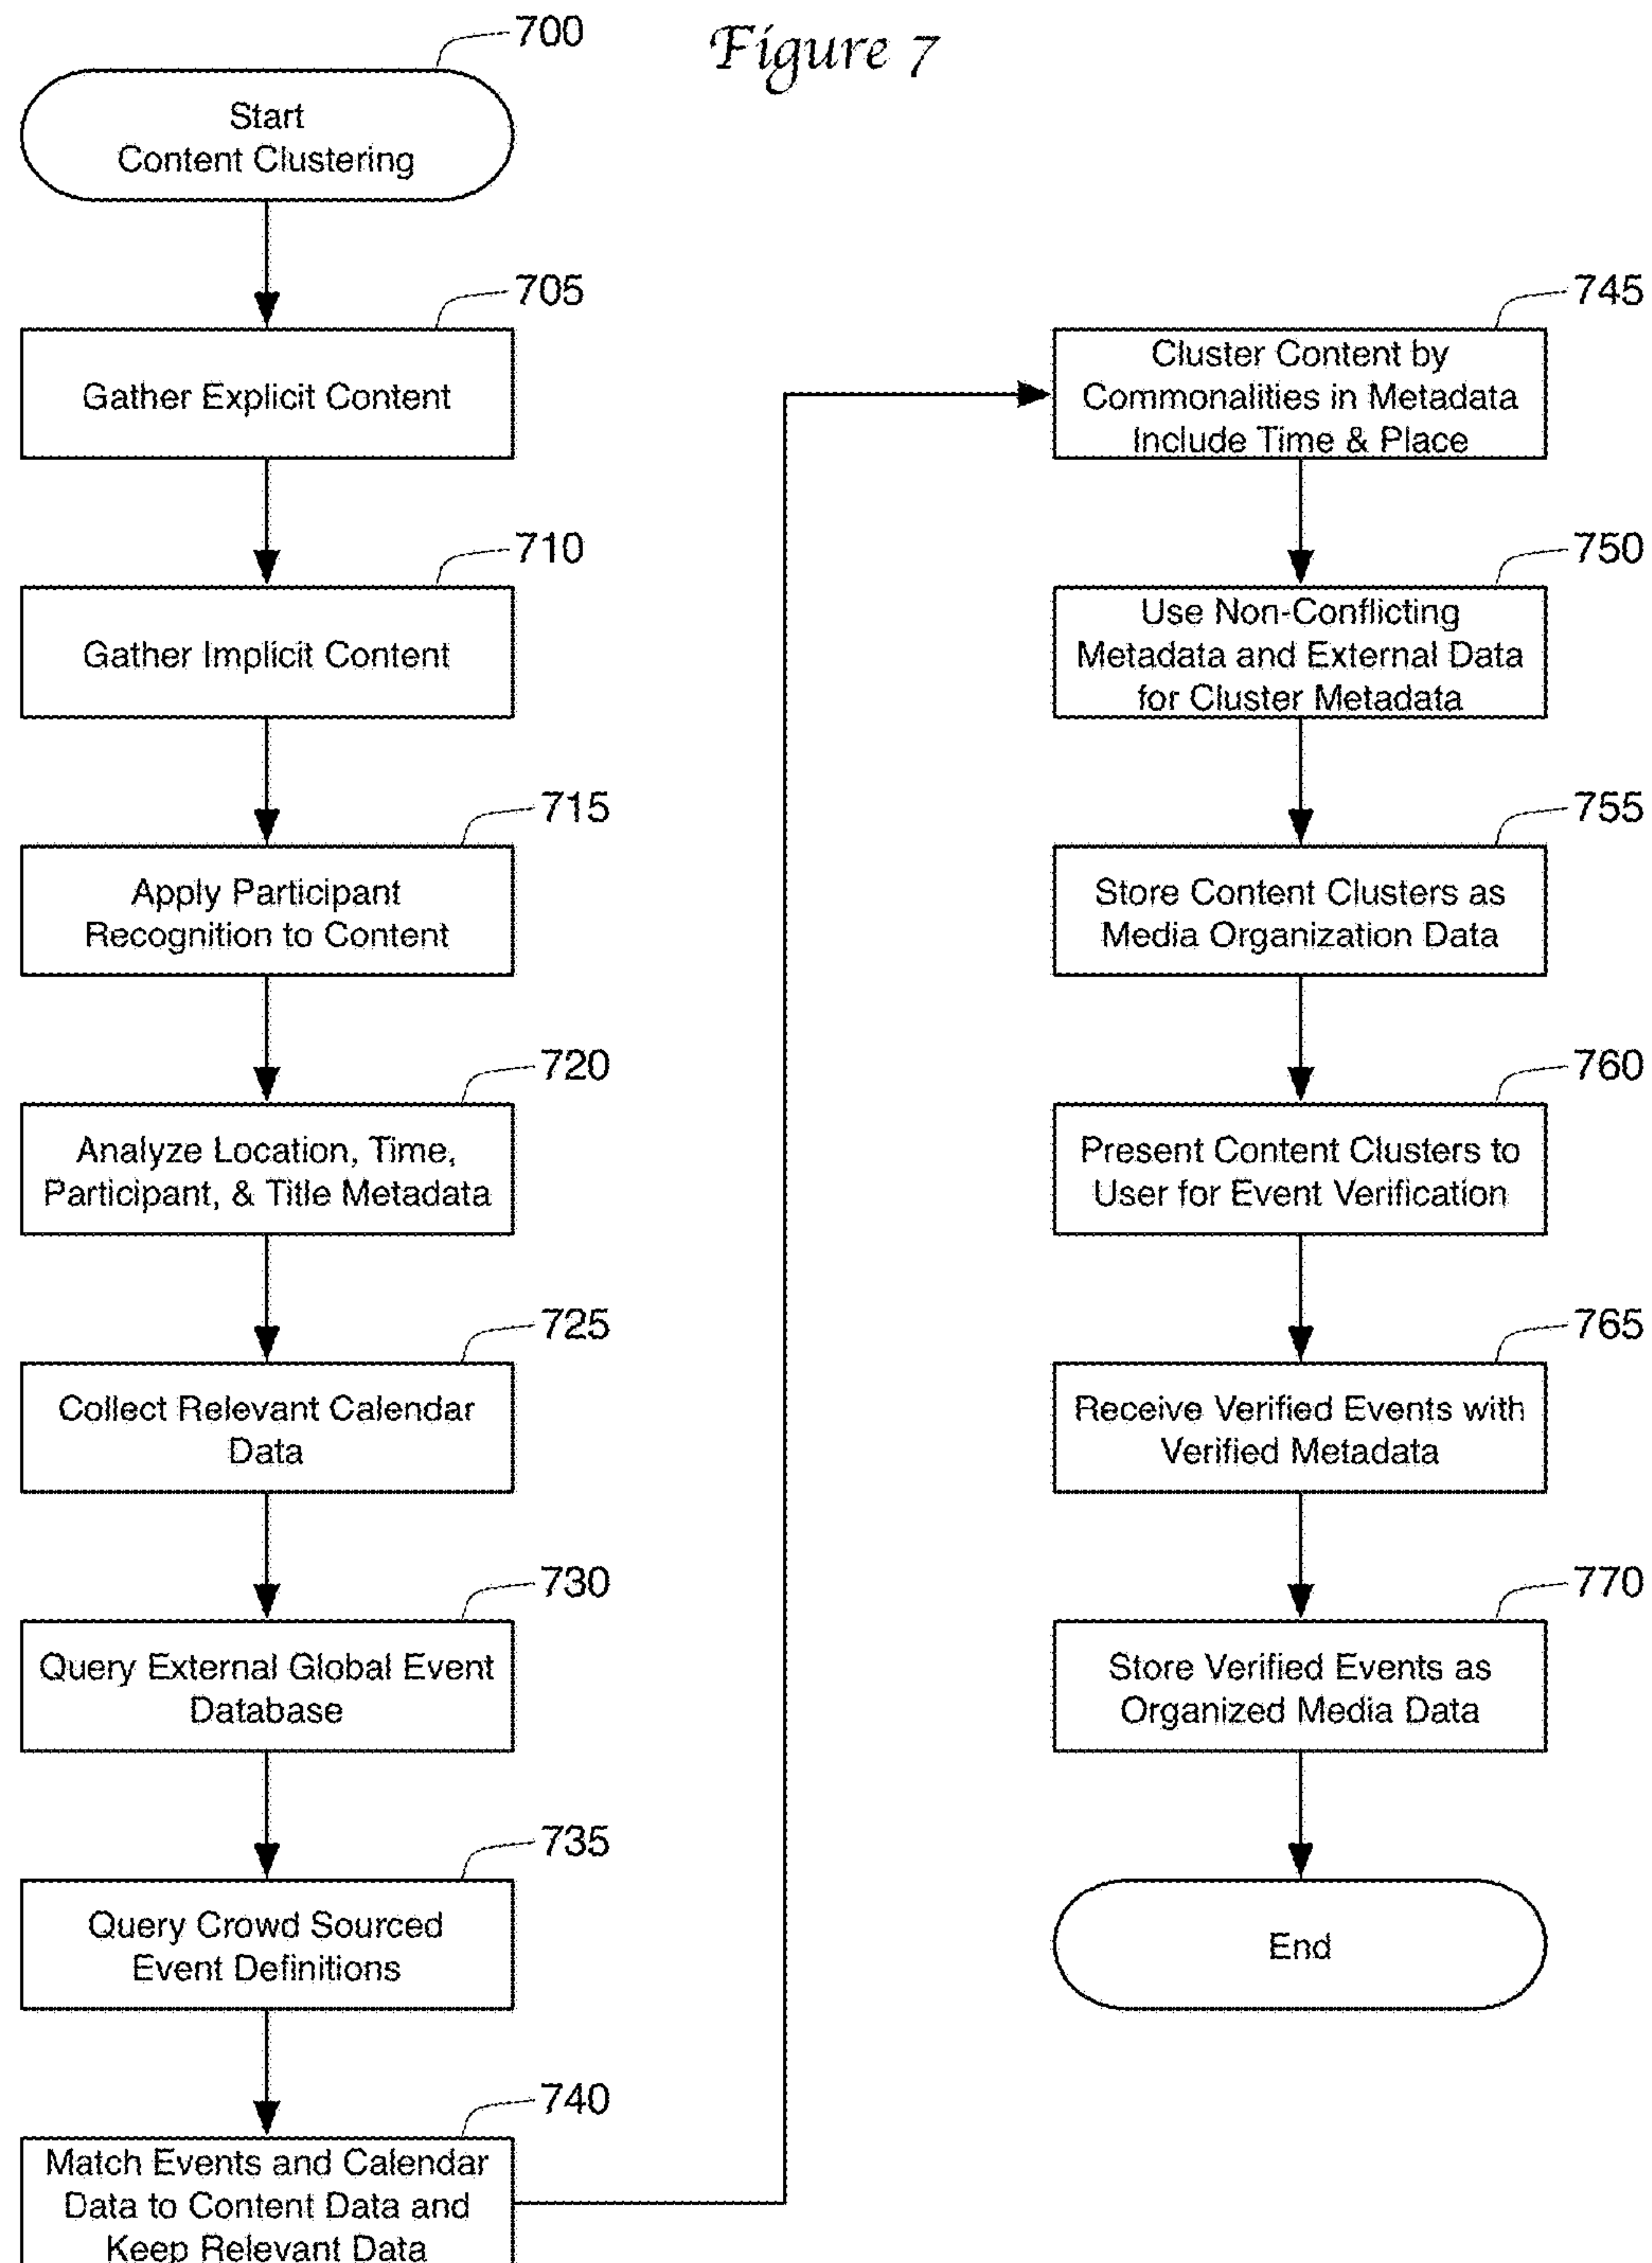 Figure 7
700
Start
Content Clustering
705
Gather Explicit Content
710
Gather Implicit Content
715
Apply Participant
Recognition to Content
720
Analyze Location, Time,
Participant, & Title Metadata
725
Collect Relevant Calendar
Data
730
Query External Global Event
Database
735
Query Crowd Sourced
Event Definitions
740
Match Events and Calendar
Data to Content Data and
Keep Relevant Data
745
Cluster Content by
Commonalities in Metadata
Include Time & Place
750
Use Non-Conflicting
Metadata and External Data
for Cluster Metadata
755
Store Content Clusters as
Media Organization Data
760
Present Content Clusters to
User for Event Verification
765
Receive Verified Events with
Verified Metadata
770
Store Verified Events as
Organized Media Data
End